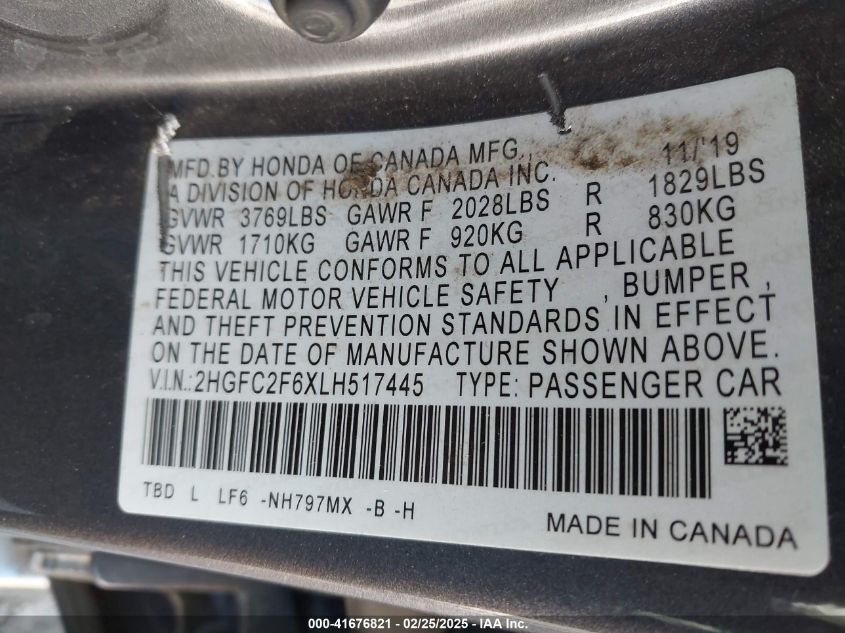 MFD. BY HONDA OF CANADA MFG., 11/'19
A DIVISION OF HONDA CANADA INC.
GVWR 3769LBS GAWR F 2028LBS R 1829LBS
GVWR 1710KG GAWR F 920KG R 830KG
THIS VEHICLE CONFORMS TO ALL APPLICABLE
FEDERAL MOTOR VEHICLE SAFETY , BUMPER ,
AND THEFT PREVENTION STANDARDS IN EFFECT
ON THE DATE OF MANUFACTURE SHOWN ABOVE.
V.I.N.:2HGFC2F6XLH517445 TYPE: PASSENGER CAR
TBD L LF6 -NH797MX -B -H
MADE IN CANADA
000-41676821 - 02/25/2025 - IAAI.com